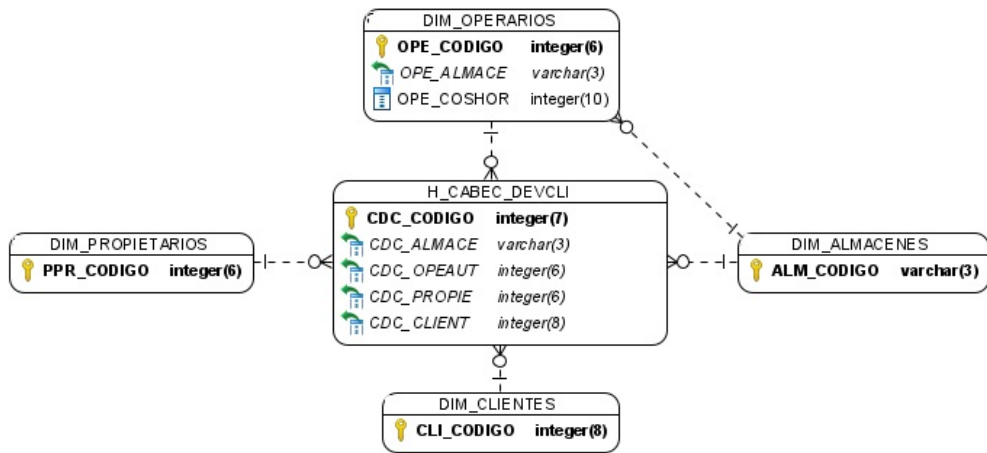 DIM_OPERARIOS
OPE_CODIGO integer(6)
OPE_ALMACE varchar(3)
OPE_COSHOR integer(10)
H_CABEC_DEVCLI
CDC_CODIGO integer(7)
CDC_ALMACE varchar(3)
CDC_OPEAUT integer(6)
CDC_PROPIE integer(6)
CDC_CLIENT integer(8)
DIM_PROPIETARIOS
PPR_CODIGO integer(6)
DIM_ALMACENES
ALM_CODIGO varchar(3)
DIM_CLIENTES
CLI_CODIGO integer(8)